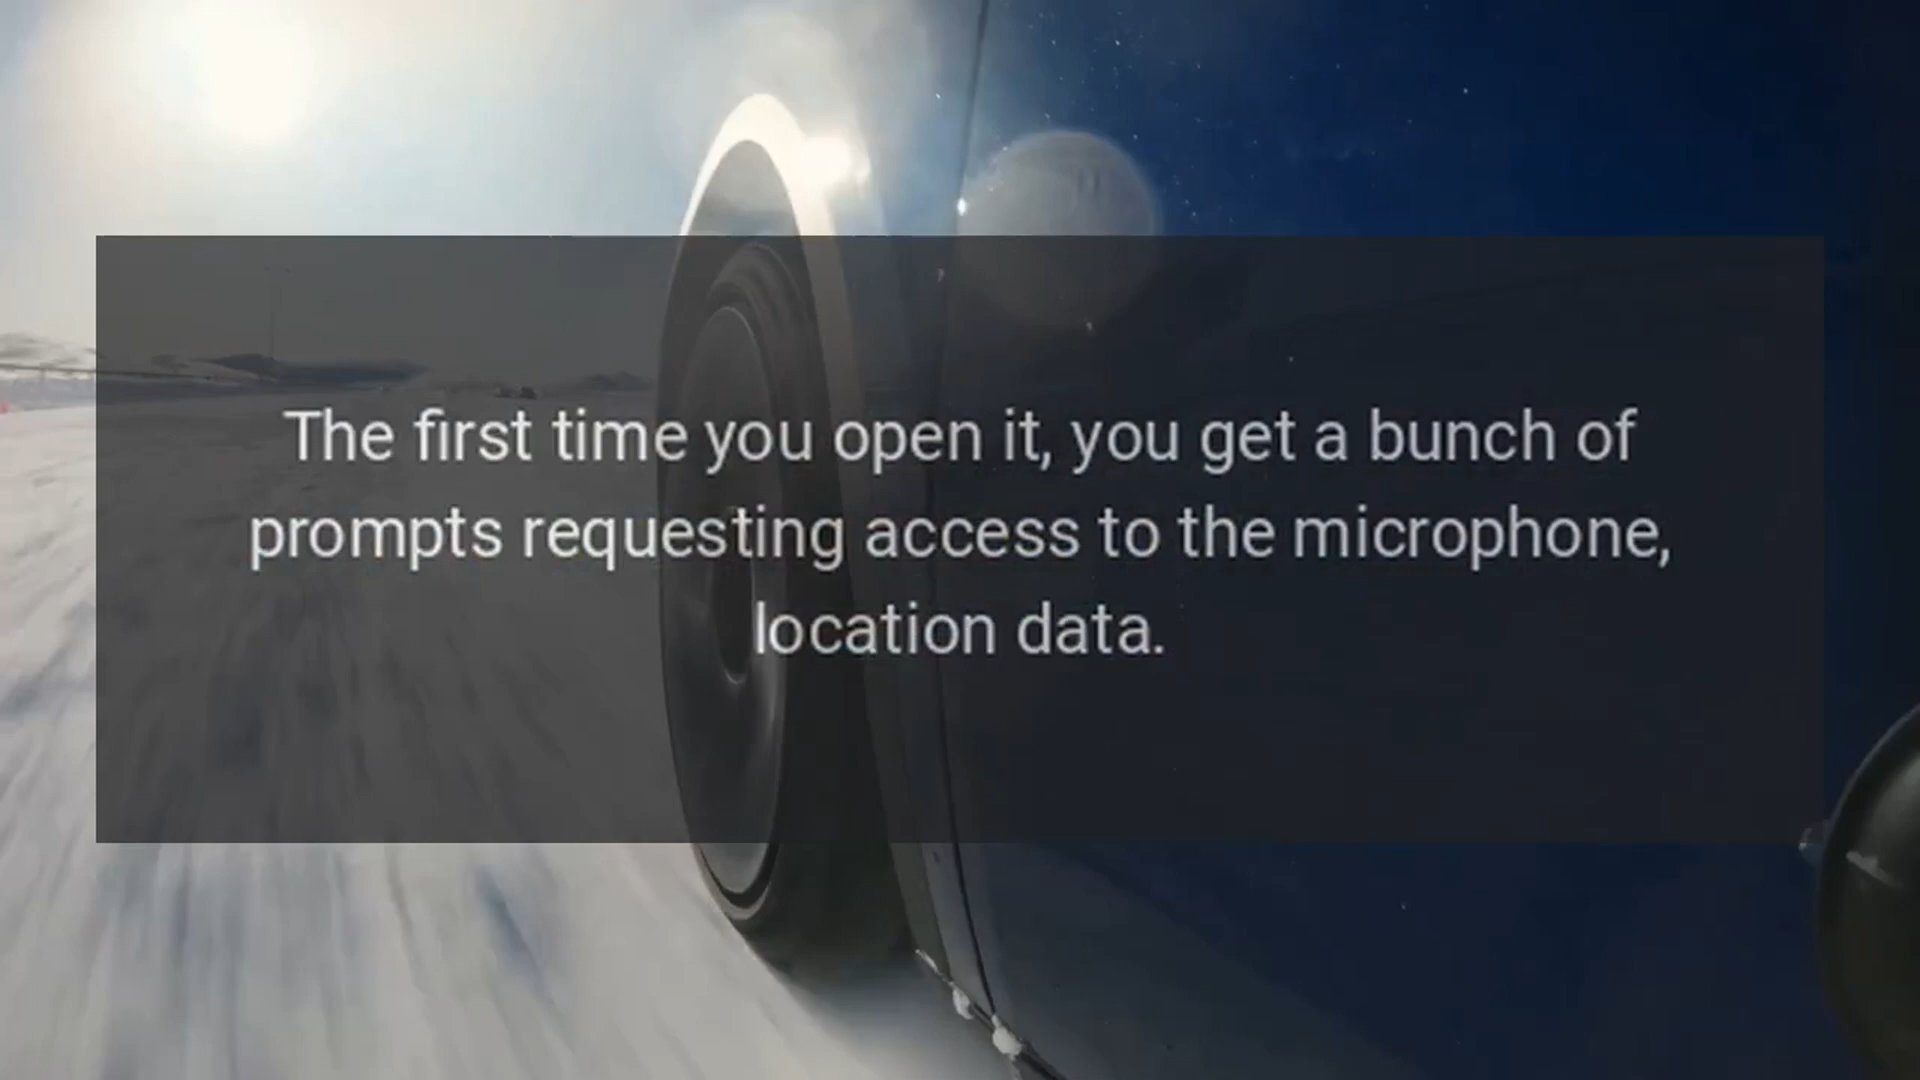 The first time you open it, you get a bunch of
prompts requesting access to the microphone,
location data.